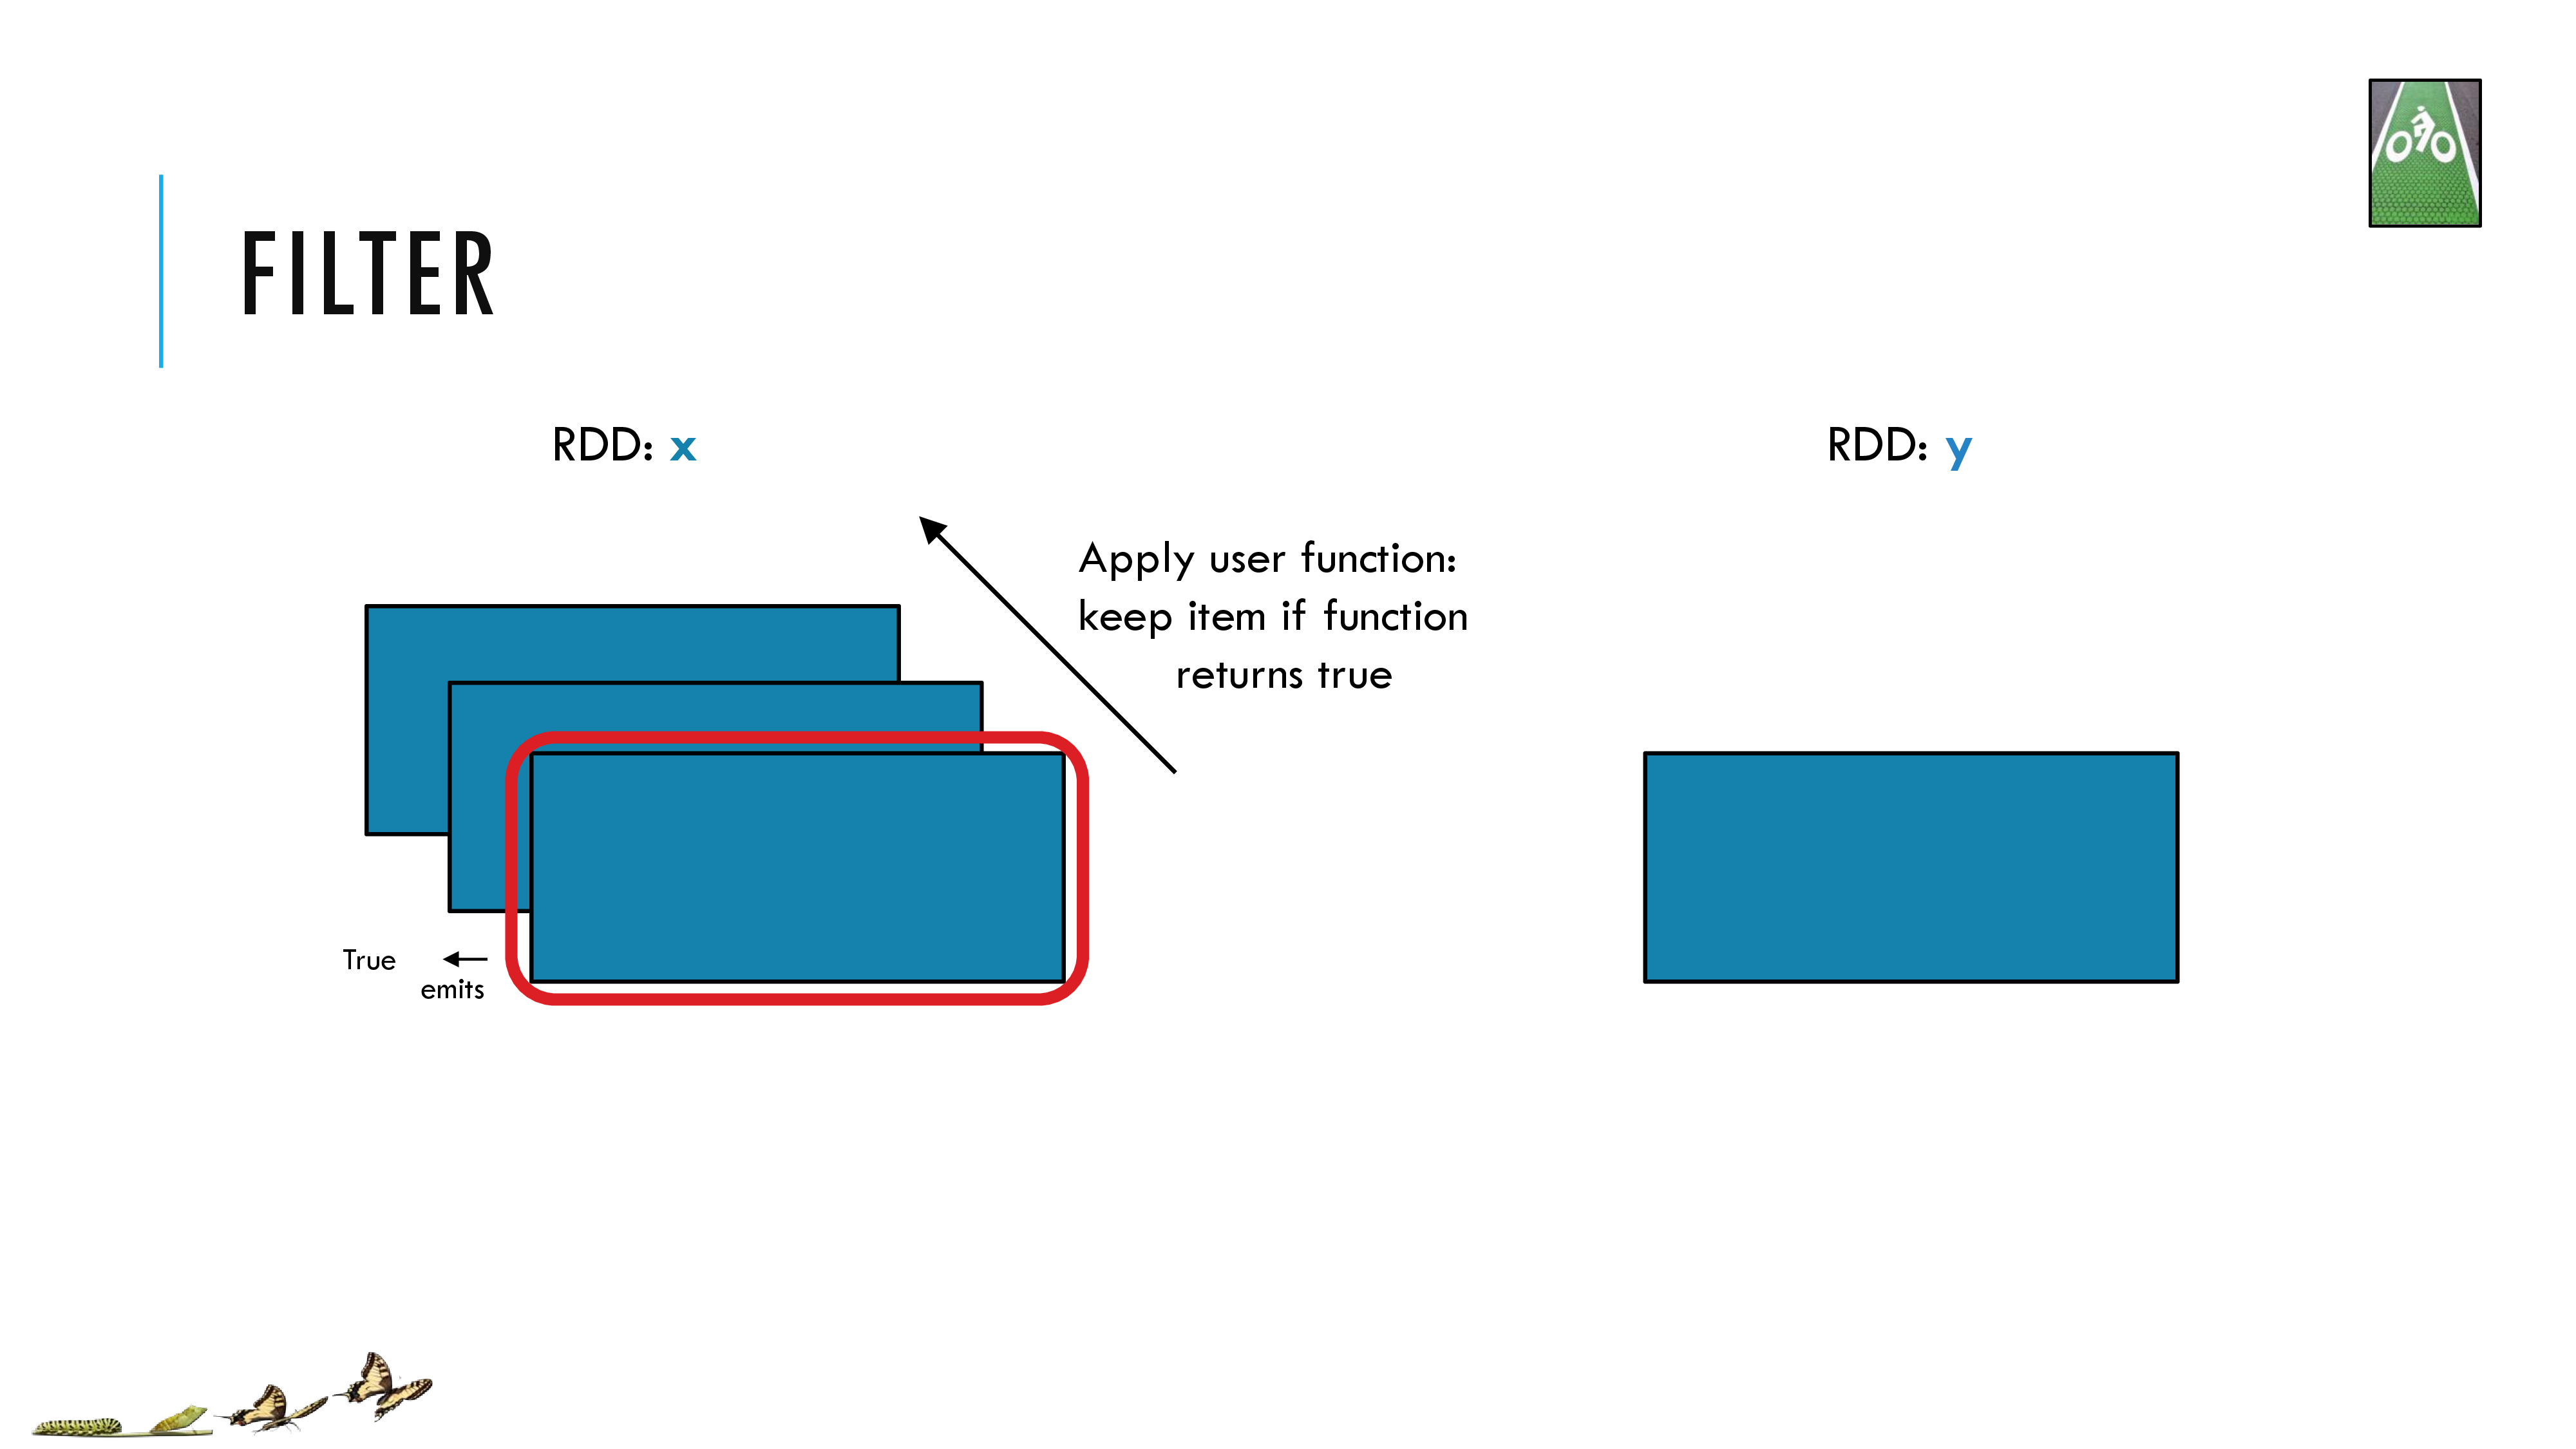 FILTER
RDD: x
RDD: y
Apply user function:
keep item if function
returns true
True
emits